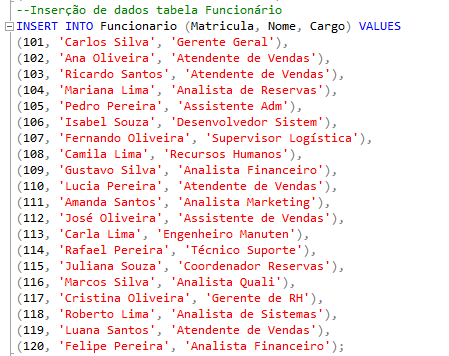 --Inserção de dados tabela Funcionário
INSERT INTO Funcionario (Matricula, Nome, Cargo) VALUES
(101, 'Carlos Silva', 'Gerente Geral'),
(102, 'Ana Oliveira', 'Atendente de Vendas'),
(103, 'Ricardo Santos', 'Atendente de Vendas'),
(104, 'Mariana Lima', 'Analista de Reservas'),
(105, 'Pedro Pereira', 'Assistente Adm'),
(106, 'Isabel Souza', 'Desenvolvedor Sistem'),
(107, 'Fernando Oliveira', 'Supervisor Logística'),
(108, 'Camila Lima', 'Recursos Humanos'),
(109, 'Gustavo Silva', 'Analista Financeiro'),
(110, 'Lucia Pereira', 'Atendente de Vendas'),
(111, 'Amanda Santos', 'Analista Marketing'),
(112, 'José Oliveira', 'Assistente de Vendas'),
(113, 'Carla Lima', 'Engenheiro Manuten'),
(114, 'Rafael Pereira', 'Técnico Suporte'),
(115, 'Juliana Souza', 'Coordenador Reservas'),
(116, 'Marcos Silva', 'Analista Quali'),
(117, 'Cristina Oliveira', 'Gerente de RH'),
(118, 'Roberto Lima', 'Analista de Sistemas'),
(119, 'Luana Santos', 'Atendente de Vendas'),
(120, 'Felipe Pereira', 'Analista Financeiro');